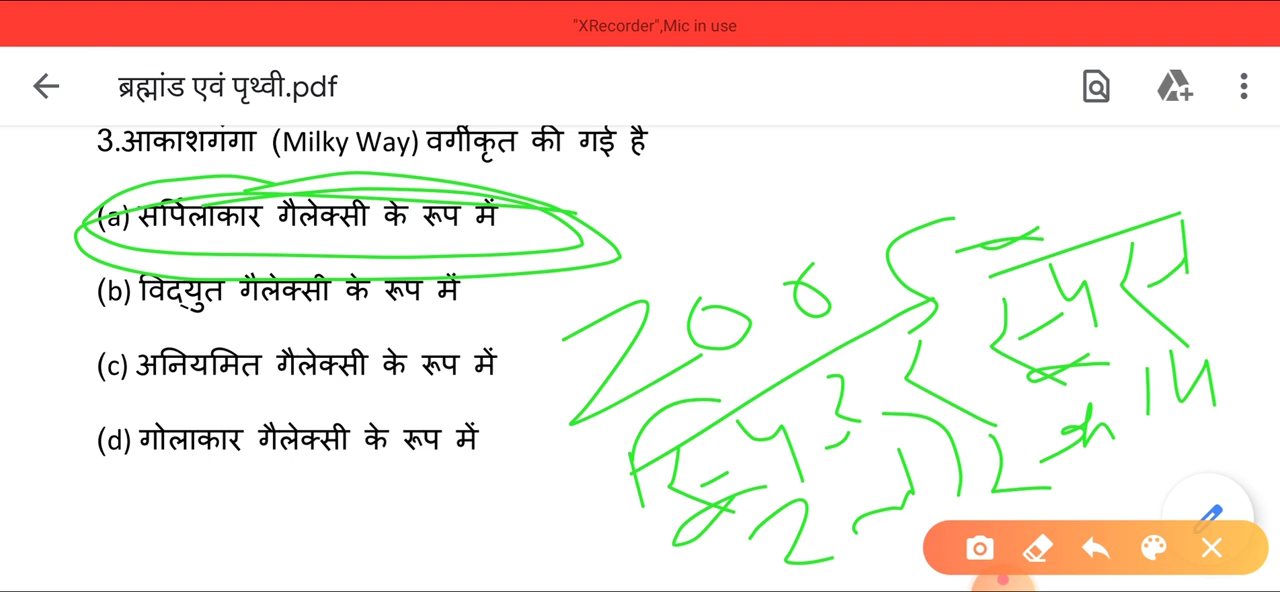 "XRecorder",Mic in use
ब्रह्मांड एवं पृथ्वी.pdf
3.आकाशगंगा (Milky Way) वर्गीकृत की गई है
(a) सर्पिलाकार गैलेक्सी के रूप में
(b) विद्युत गैलेक्सी के रूप में
(c) अनियमित गैलेक्सी के रूप में
(d) गोलाकार गैलेक्सी के रूप में